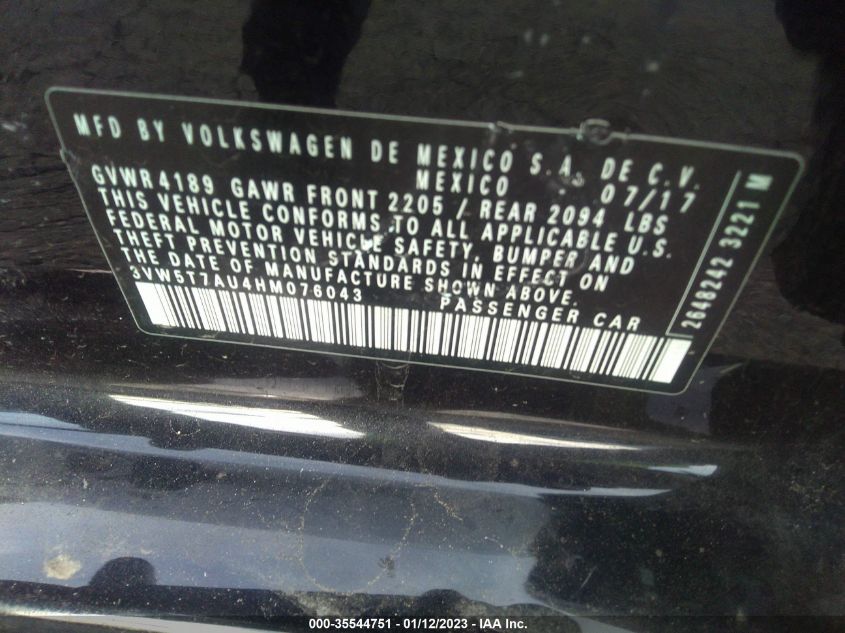 MFD BY VOLKSWAGEN DE MEXICO S.A. DE C.V.
MEXICO 07/17
GVWR 4189 GAWR FRONT 2205 / REAR 2094 LBS
THIS VEHICLE CONFORMS TO ALL APPLICABLE U.S.
FEDERAL MOTOR VEHICLE SAFETY, BUMPER AND
THEFT PREVENTION STANDARDS IN EFFECT ON
THE DATE OF MANUFACTURE SHOWN ABOVE.
3VW5T7AU4HM076043 PASSENGER CAR
2648242 3221 M
000-35544751 - 01/12/2023 - IAA Inc.